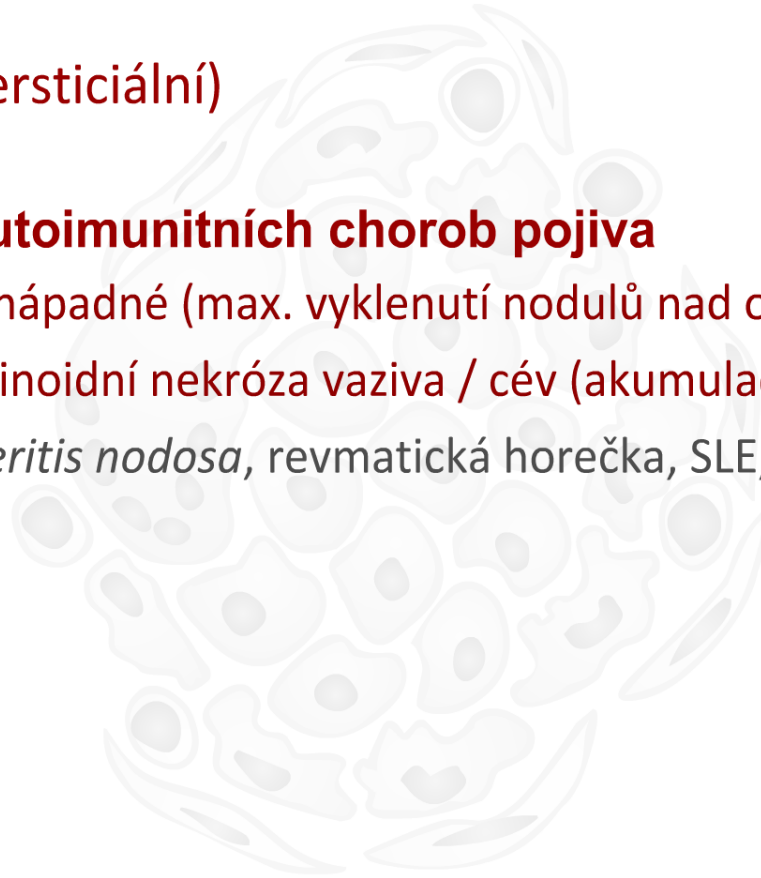 ersticiální)
utoimunitních chorob pojiva
nápadné (max. vyklenutí nodulů nad
inoidní nekróza vaziva / cév (akumula
eritis nodosa, revmatická horečka, SLE,